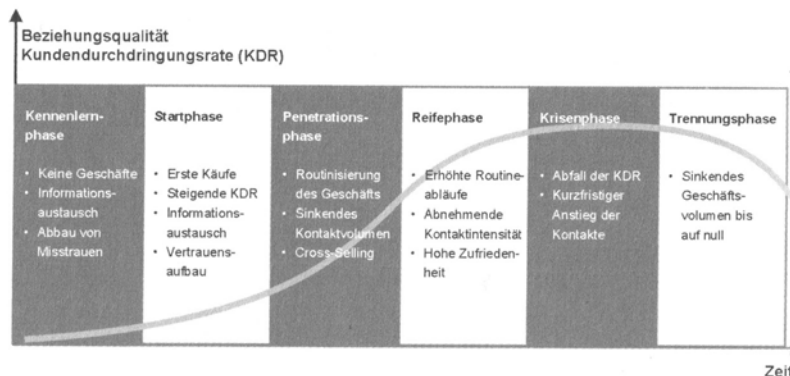 Beziehungsqualität
Kundendurchdringungsrate (KDR)
Kennenlern-
phase
• Keine Geschäfte
• Informations-
austausch
• Abbau von
Misstrauen
Startphase
• Erste Käufe
• Steigende KDR
• Informations-
austausch
• Vertrauens-
aufbau
Penetrations-
phase
• Routinisierung
des Geschäfts
• Sinkendes
Kontaktvolumen
• Cross-Selling
Reifephase
• Erhöhte Routine-
abläufe
• Abnehmende
Kontaktintensität
• Hohe Zufrieden-
heit
Krisenphase
• Abfall der KDR
• Kurzfristiger
Anstieg der
Kontakte
Trennungsphase
• Sinkendes
Geschäfts-
volumen bis
auf null
Zeit